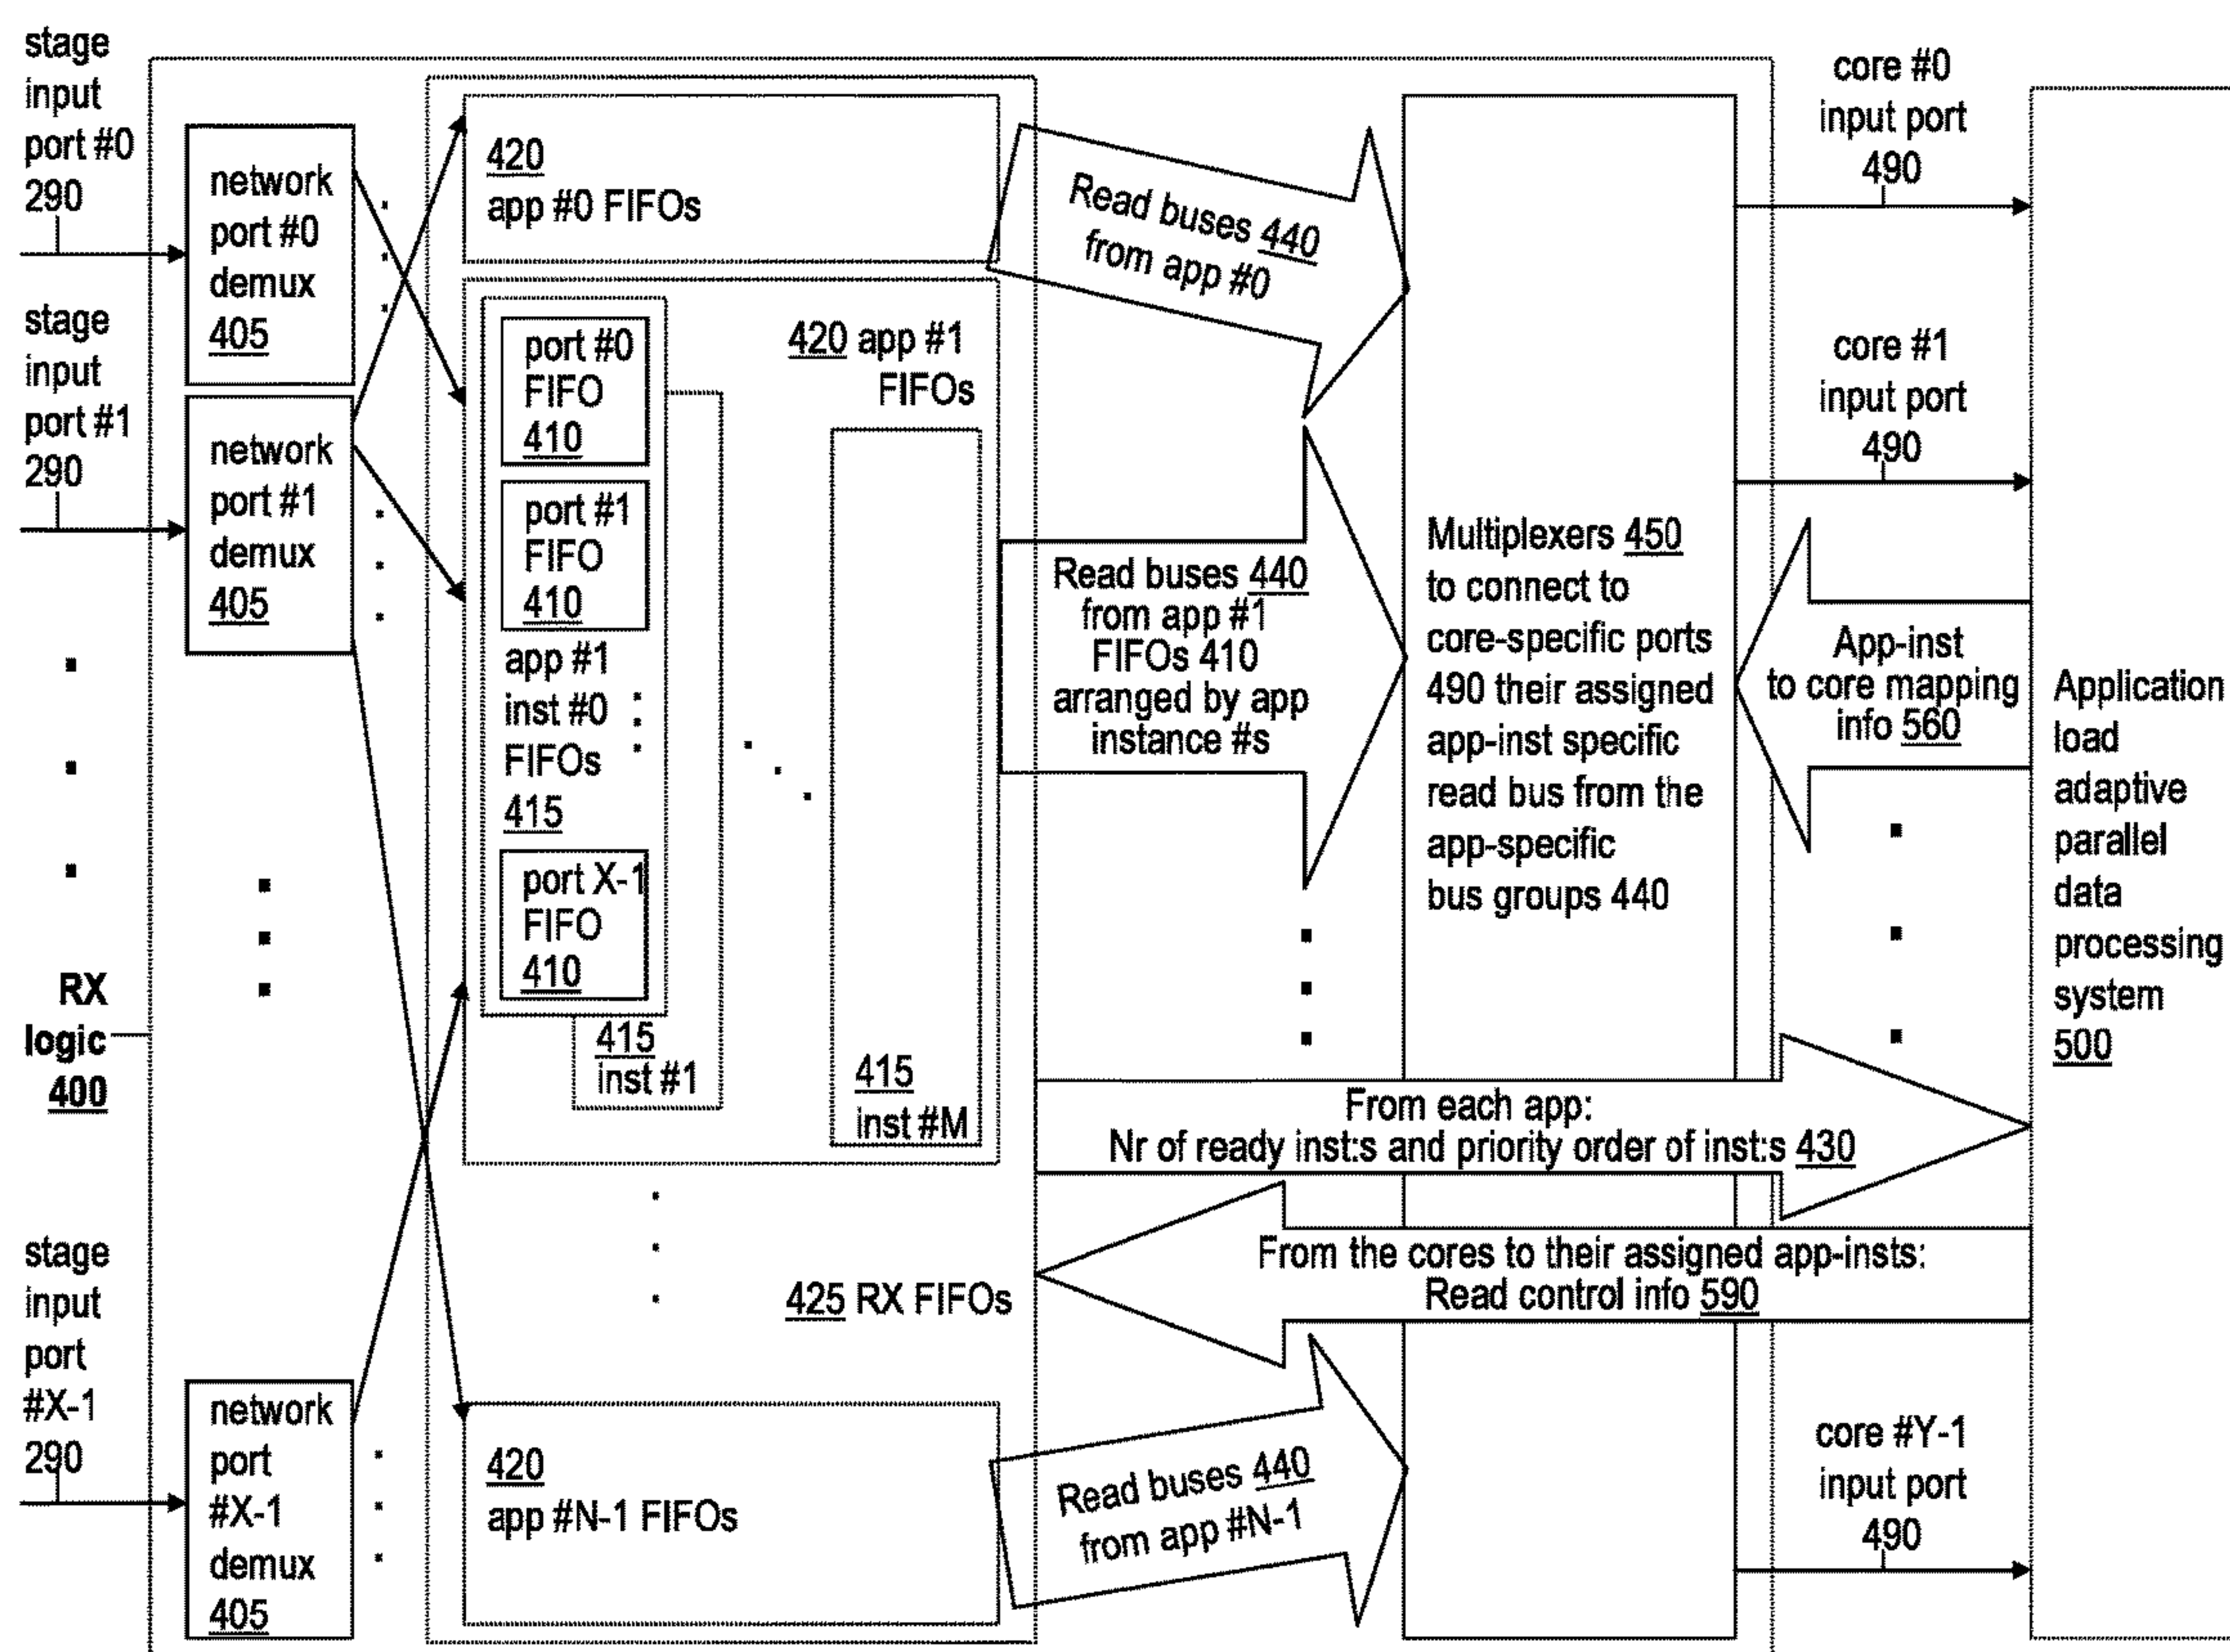 stage
input
port #0
290
stage
input
port #1
290
RX
logic
400
stage
input
port
#X-1
290
network
port #0
demux
405
network
port #1
demux
405
network
port
#X-1
demux
405
420
app #0 FIFOs
port #0
FIFO
410
port #1
FIFO
410
app #1
inst #0
FIFOs
415
port X-1
FIFO
410
415
inst #1
415
inst #M
420 app #1
FIFOs
425 RX FIFOs
420
app #N-1 FIFOs
Read buses 440
from app #0
Read buses 440
from app #1
FIFOs 410
arranged by app
instance #s
Read buses 440
from app #N-1
Multiplexers 450
to connect to
core-specific ports
490 their assigned
app-inst specific
read bus from the
app-specific
bus groups 440
From each app:
Nr of ready inst:s and priority order of inst:s 430
From the cores to their assigned app-insts:
Read control info 590
core #0
input port
490
core #1
input port
490
App-inst
to core mapping
info 560
core #Y-1
input port
490
Application
load
adaptive
parallel
data
processing
system
500